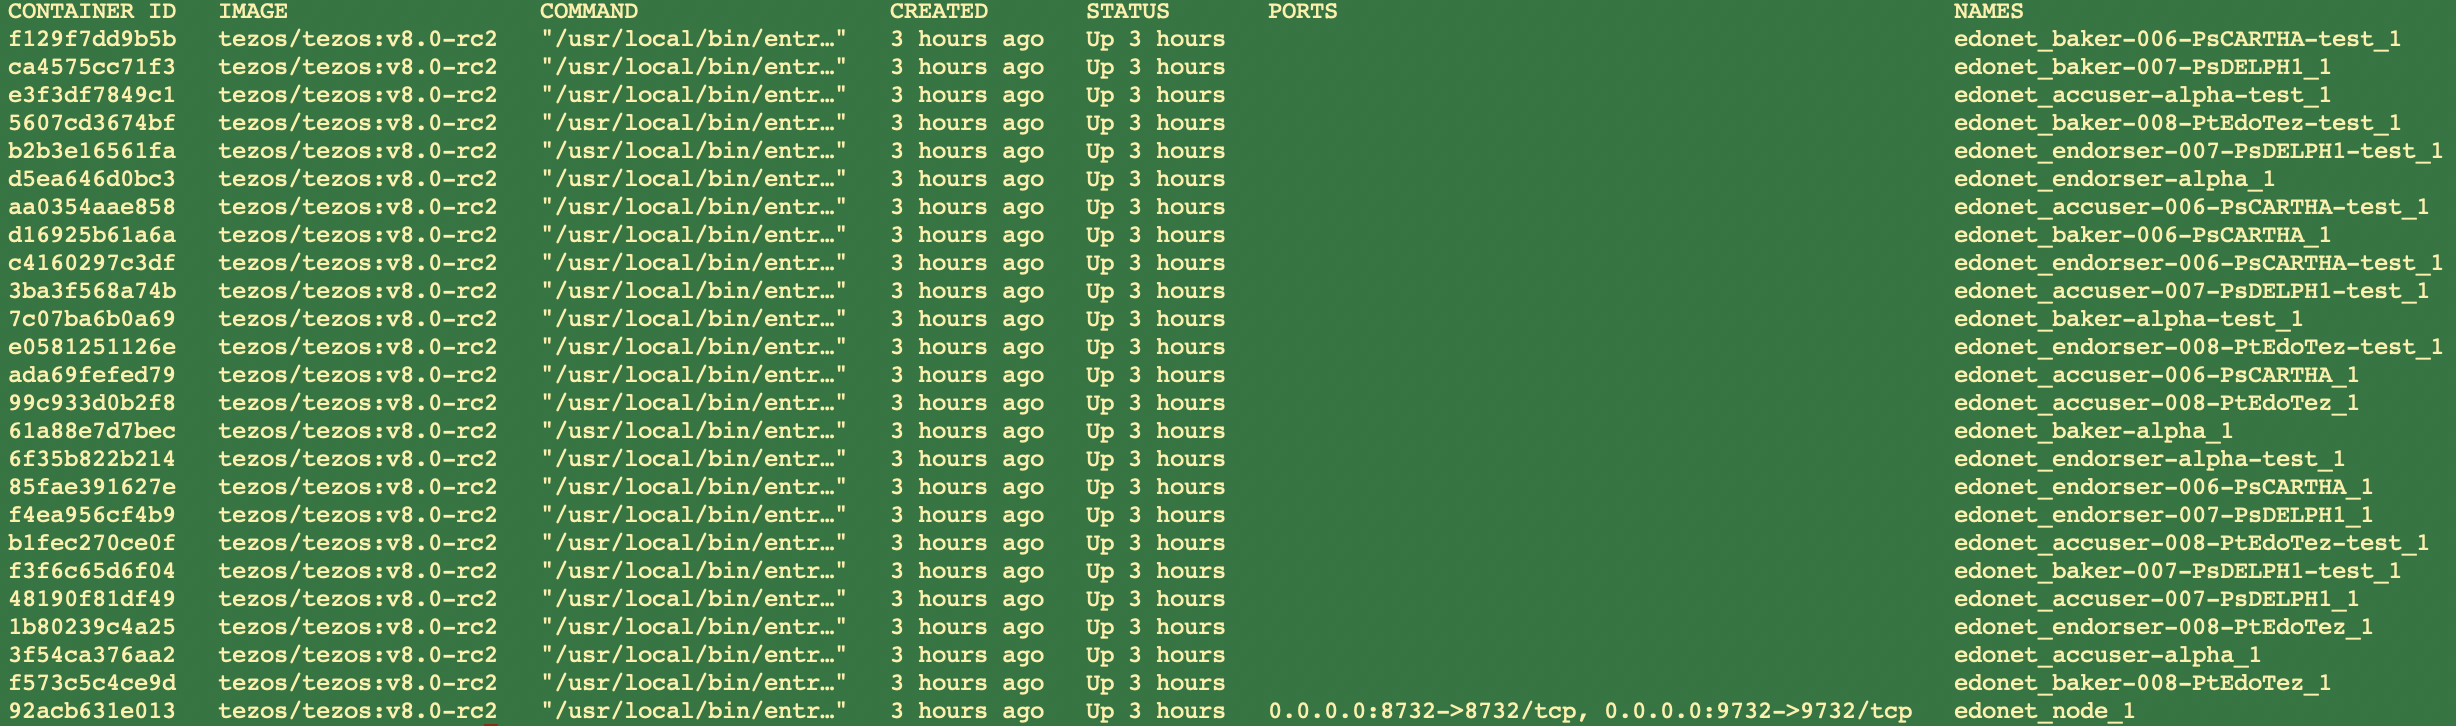 CONTAINER ID IMAGE COMMAND CREATED STATUS PORTS NAMES
f129f7dd9b5b tezos/tezos:v8.0-rc2 "/usr/local/bin/entr…" 3 hours ago Up 3 hours edonet_baker-006-PsCARTHA-test_1
ca4575cc71f3 tezos/tezos:v8.0-rc2 "/usr/local/bin/entr…" 3 hours ago Up 3 hours edonet_baker-007-PsDELPH1_1
e3f3df7849c1 tezos/tezos:v8.0-rc2 "/usr/local/bin/entr…" 3 hours ago Up 3 hours edonet_accuser-alpha-test_1
5607cd3674bf tezos/tezos:v8.0-rc2 "/usr/local/bin/entr…" 3 hours ago Up 3 hours edonet_baker-008-PtEdoTez-test_1
b2b3e16561fa tezos/tezos:v8.0-rc2 "/usr/local/bin/entr…" 3 hours ago Up 3 hours edonet_endorser-007-PsDELPH1-test_1
d5ea646d0bc3 tezos/tezos:v8.0-rc2 "/usr/local/bin/entr…" 3 hours ago Up 3 hours edonet_endorser-alpha_1
aa0354aae858 tezos/tezos:v8.0-rc2 "/usr/local/bin/entr…" 3 hours ago Up 3 hours edonet_accuser-006-PsCARTHA-test_1
d16925b61a6a tezos/tezos:v8.0-rc2 "/usr/local/bin/entr…" 3 hours ago Up 3 hours edonet_baker-006-PsCARTHA_1
c4160297c3df tezos/tezos:v8.0-rc2 "/usr/local/bin/entr…" 3 hours ago Up 3 hours edonet_endorser-006-PsCARTHA-test_1
3ba3f568a74b tezos/tezos:v8.0-rc2 "/usr/local/bin/entr…" 3 hours ago Up 3 hours edonet_accuser-007-PsDELPH1-test_1
7c07ba6b0a69 tezos/tezos:v8.0-rc2 "/usr/local/bin/entr…" 3 hours ago Up 3 hours edonet_baker-alpha-test_1
e0581251126e tezos/tezos:v8.0-rc2 "/usr/local/bin/entr…" 3 hours ago Up 3 hours edonet_endorser-008-PtEdoTez-test_1
ada69fefed79 tezos/tezos:v8.0-rc2 "/usr/local/bin/entr…" 3 hours ago Up 3 hours edonet_accuser-006-PsCARTHA_1
99c933d0b2f8 tezos/tezos:v8.0-rc2 "/usr/local/bin/entr…" 3 hours ago Up 3 hours edonet_accuser-008-PtEdoTez_1
61a88e7d7bec tezos/tezos:v8.0-rc2 "/usr/local/bin/entr…" 3 hours ago Up 3 hours edonet_baker-alpha_1
6f35b822b214 tezos/tezos:v8.0-rc2 "/usr/local/bin/entr…" 3 hours ago Up 3 hours edonet_endorser-alpha-test_1
85fae391627e tezos/tezos:v8.0-rc2 "/usr/local/bin/entr…" 3 hours ago Up 3 hours edonet_endorser-006-PsCARTHA_1
f4ea956cf4b9 tezos/tezos:v8.0-rc2 "/usr/local/bin/entr…" 3 hours ago Up 3 hours edonet_endorser-007-PsDELPH1_1
b1fec270ce0f tezos/tezos:v8.0-rc2 "/usr/local/bin/entr…" 3 hours ago Up 3 hours edonet_accuser-008-PtEdoTez-test_1
f3f6c65d6f04 tezos/tezos:v8.0-rc2 "/usr/local/bin/entr…" 3 hours ago Up 3 hours edonet_baker-007-PsDELPH1-test_1
48190f81df49 tezos/tezos:v8.0-rc2 "/usr/local/bin/entr…" 3 hours ago Up 3 hours edonet_accuser-007-PsDELPH1_1
1b80239c4a25 tezos/tezos:v8.0-rc2 "/usr/local/bin/entr…" 3 hours ago Up 3 hours edonet_endorser-008-PtEdoTez_1
3f54ca376aa2 tezos/tezos:v8.0-rc2 "/usr/local/bin/entr…" 3 hours ago Up 3 hours edonet_accuser-alpha_1
f573c5c4ce9d tezos/tezos:v8.0-rc2 "/usr/local/bin/entr…" 3 hours ago Up 3 hours edonet_baker-008-PtEdoTez_1
92acb631e013 tezos/tezos:v8.0-rc2 "/usr/local/bin/entr…" 3 hours ago Up 3 hours 0.0.0.0:8732->8732/tcp, 0.0.0.0:9732->9732/tcp edonet_node_1